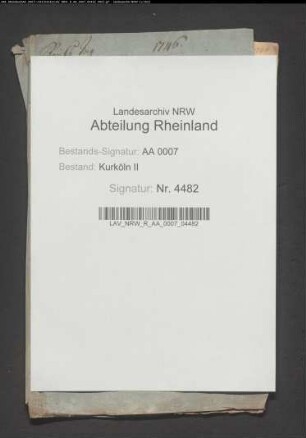 1746.
Landesarchiv NRW
Abteilung Rheinland
Bestands-Signatur: AA 0007
Bestand: Kurköln II
Signatur: Nr. 4482
LAV_NRW_R_AA_0007_04482